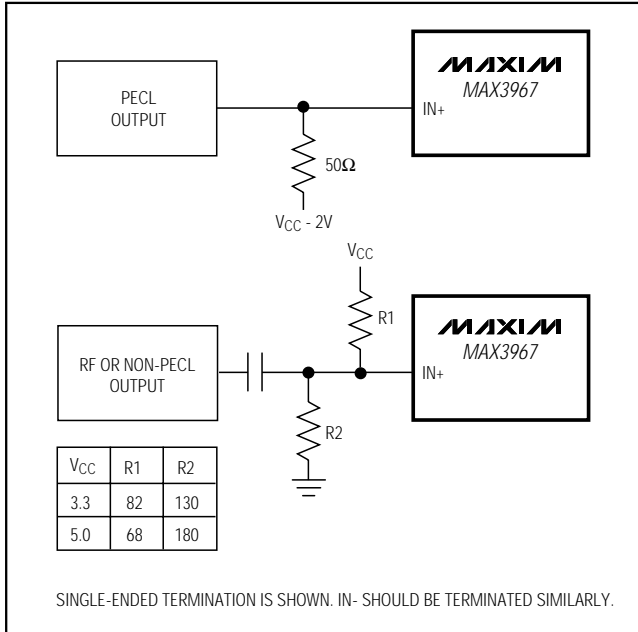 PECL
OUTPUT
MAXIM
MAX3967
IN+
50Ω
VCC - 2V
VCC
R1
MAXIM
MAX3967
RF OR NON-PECL
OUTPUT
IN+
R2
VCC R1 R2
3.3 82 130
5.0 68 180
SINGLE-ENDED TERMINATION IS SHOWN. IN- SHOULD BE TERMINATED SIMILARLY.